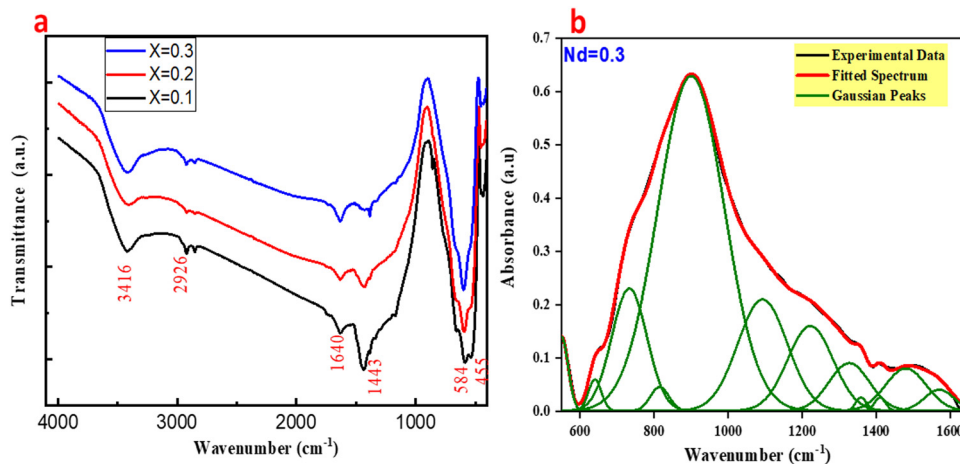 a
X=0.3
X=0.2
X=0.1
Transmittance (a.u.)
3416
2926
1640
1443
584
455
4000
3000
2000
1000
Wavenumber (cm-1)
b
Nd=0.3
Experimental Data
Fitted Spectrum
Gaussian Peaks
Absorbance (a.u)
0.7
0.6
0.5
0.4
0.3
0.2
0.1
0.0
600
800
1000
1200
1400
1600
Wavenumber (cm-1)